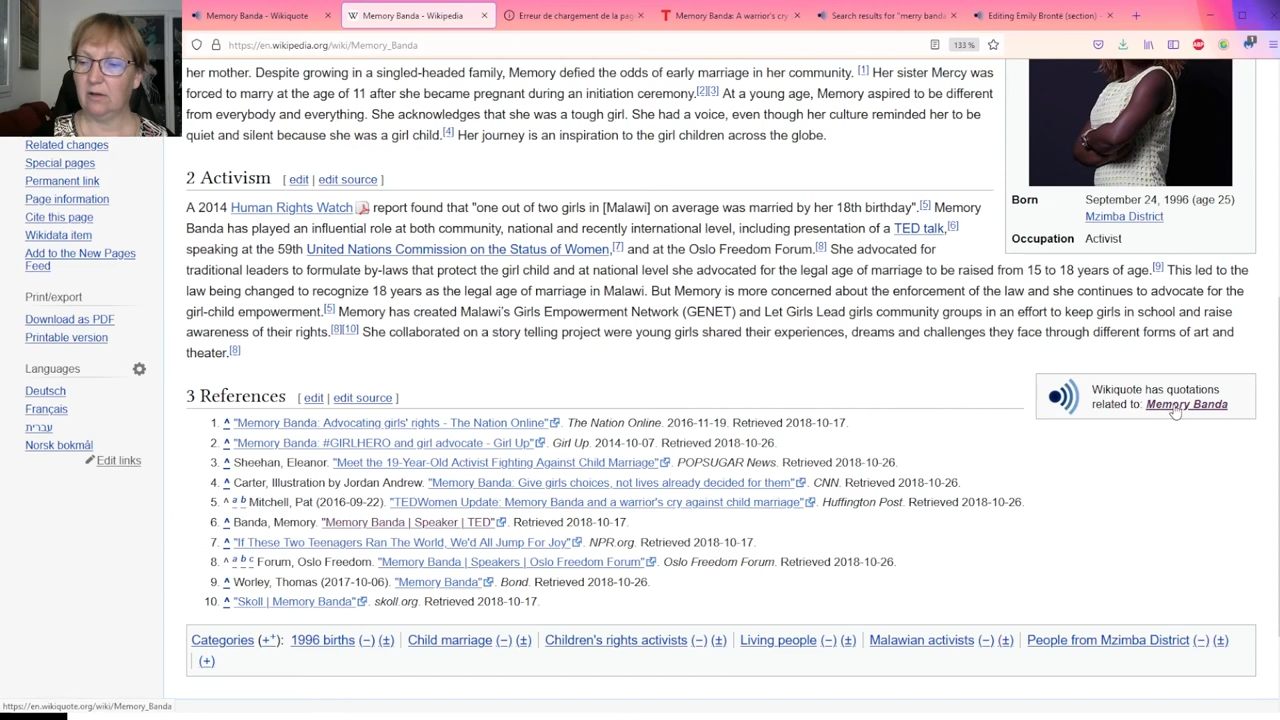 Memory Banda - Wikiquote
Memory Banda - Wikipedia
Erreur de chargement de la pag
Memory Banda: A warrior's cry
Search results for "merry banda
Editing Emily Brontë (section) -
https://en.wikipedia.org/wiki/Memory_Banda
133 %
her mother. Despite growing in a singled-headed family, Memory defied the odds of early marriage in her community. [1] Her sister Mercy was
forced to marry at the age of 11 after she became pregnant during an initiation ceremony.[2][3] At a young age, Memory aspired to be different
from everybody and everything. She acknowledges that she was a tough girl. She had a voice, even though her culture reminded her to be
quiet and silent because she was a girl child.[4] Her journey is an inspiration to the girl children across the globe.
Related changes
Special pages
Permanent link
Page information
Cite this page
Wikidata item
Add to the New Pages
Feed
Print/export
Download as PDF
Printable version
Languages
Deutsch
Français
עברית
Norsk bokmål
Edit links
2 Activism [ edit | edit source ]
A 2014 Human Rights Watch report found that "one out of two girls in [Malawi] on average was married by her 18th birthday".[5] Memory
Banda has played an influential role at both community, national and recently international level, including presentation of a TED talk,[6]
speaking at the 59th United Nations Commission on the Status of Women,[7] and at the Oslo Freedom Forum.[8] She advocated for
traditional leaders to formulate by-laws that protect the girl child and at national level she advocated for the legal age of marriage to be raised from 15 to 18 years of age.[9] This led to the
law being changed to recognize 18 years as the legal age of marriage in Malawi. But Memory is more concerned about the enforcement of the law and she continues to advocate for the
girl-child empowerment.[5] Memory has created Malawi's Girls Empowerment Network (GENET) and Let Girls Lead girls community groups in an effort to keep girls in school and raise
awareness of their rights.[8][10] She collaborated on a story telling project were young girls shared their experiences, dreams and challenges they face through different forms of art and
theater.[8]
Born September 24, 1996 (age 25)
Mzimba District
Occupation Activist
3 References [ edit | edit source ]
Wikiquote has quotations
related to: Memory Banda
1. ^ "Memory Banda: Advocating girls' rights - The Nation Online". The Nation Online. 2016-11-19. Retrieved 2018-10-17.
2. ^ "Memory Banda: #GIRLHERO and girl advocate - Girl Up". Girl Up. 2014-10-07. Retrieved 2018-10-26.
3. ^ Sheehan, Eleanor. "Meet the 19-Year-Old Activist Fighting Against Child Marriage". POPSUGAR News. Retrieved 2018-10-26.
4. ^ Carter, Illustration by Jordan Andrew. "Memory Banda: Give girls choices, not lives already decided for them". CNN. Retrieved 2018-10-26.
5. ^ a b Mitchell, Pat (2016-09-22). "TEDWomen Update: Memory Banda and a warrior's cry against child marriage". Huffington Post. Retrieved 2018-10-26.
6. ^ Banda, Memory. "Memory Banda | Speaker | TED". Retrieved 2018-10-17.
7. ^ "If These Two Teenagers Ran The World, We'd All Jump For Joy". NPR.org. Retrieved 2018-10-17.
8. ^ a b c Forum, Oslo Freedom. "Memory Banda | Speakers | Oslo Freedom Forum". Oslo Freedom Forum. Retrieved 2018-10-26.
9. ^ Worley, Thomas (2017-10-06). "Memory Banda". Bond. Retrieved 2018-10-26.
10. ^ "Skoll | Memory Banda". skoll.org. Retrieved 2018-10-17.
Categories (+⁺): 1996 births (−) (±) | Child marriage (−) (±) | Children's rights activists (−) (±) | Living people (−) (±) | Malawian activists (−) (±) | People from Mzimba District (−) (±)
| (+)
https://en.wikiquote.org/wiki/Memory_Banda